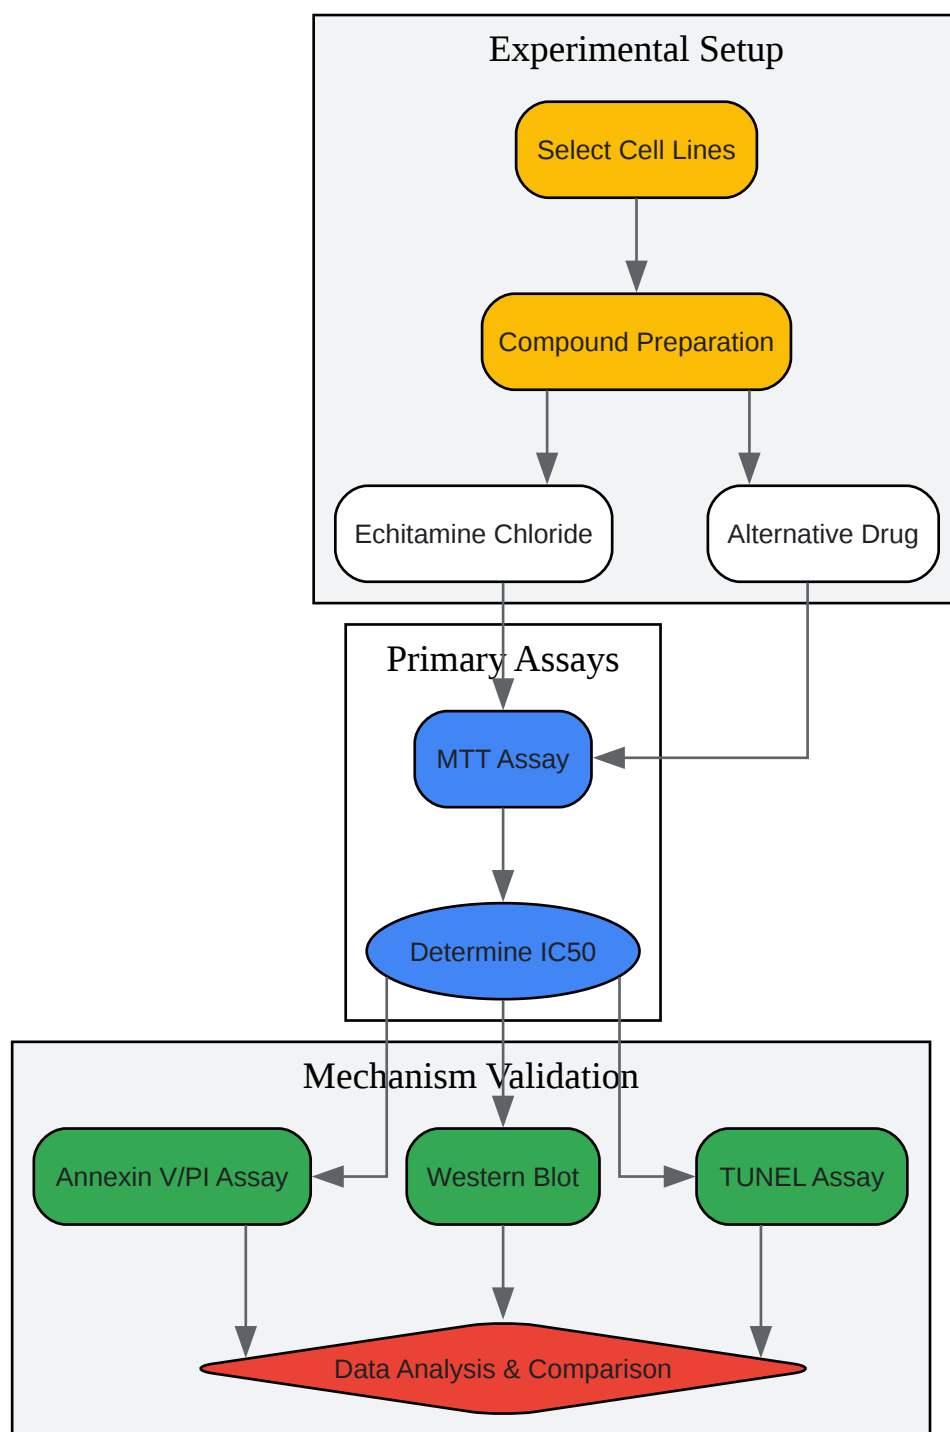 Experimental Setup
Select Cell Lines
Compound Preparation
Echitamine Chloride
Alternative Drug
Primary Assays
MTT Assay
Determine IC50
Mechanism Validation
Annexin V/PI Assay
Western Blot
TUNEL Assay
Data Analysis & Comparison